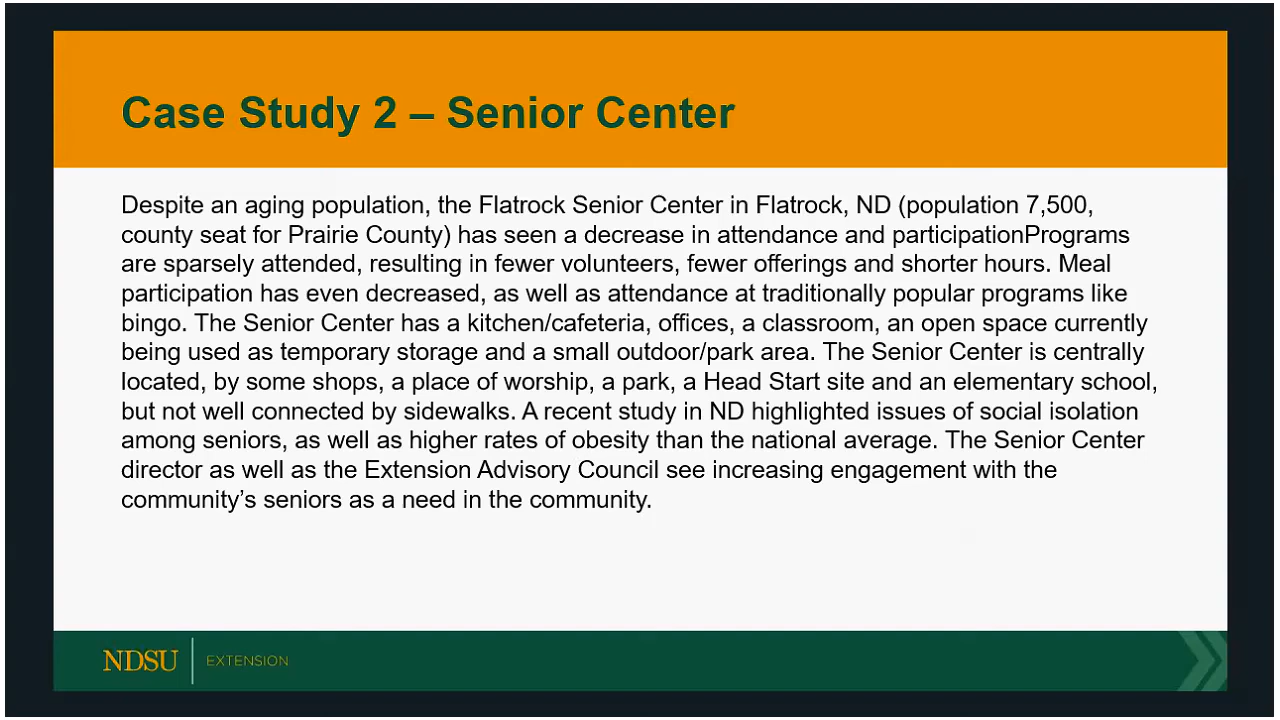 Case Study 2 – Senior Center
Despite an aging population, the Flatrock Senior Center in Flatrock, ND (population 7,500,
county seat for Prairie County) has seen a decrease in attendance and participationPrograms
are sparsely attended, resulting in fewer volunteers, fewer offerings and shorter hours. Meal
participation has even decreased, as well as attendance at traditionally popular programs like
bingo. The Senior Center has a kitchen/cafeteria, offices, a classroom, an open space currently
being used as temporary storage and a small outdoor/park area. The Senior Center is centrally
located, by some shops, a place of worship, a park, a Head Start site and an elementary school,
but not well connected by sidewalks. A recent study in ND highlighted issues of social isolation
among seniors, as well as higher rates of obesity than the national average. The Senior Center
director as well as the Extension Advisory Council see increasing engagement with the
community’s seniors as a need in the community.
NDSU EXTENSION